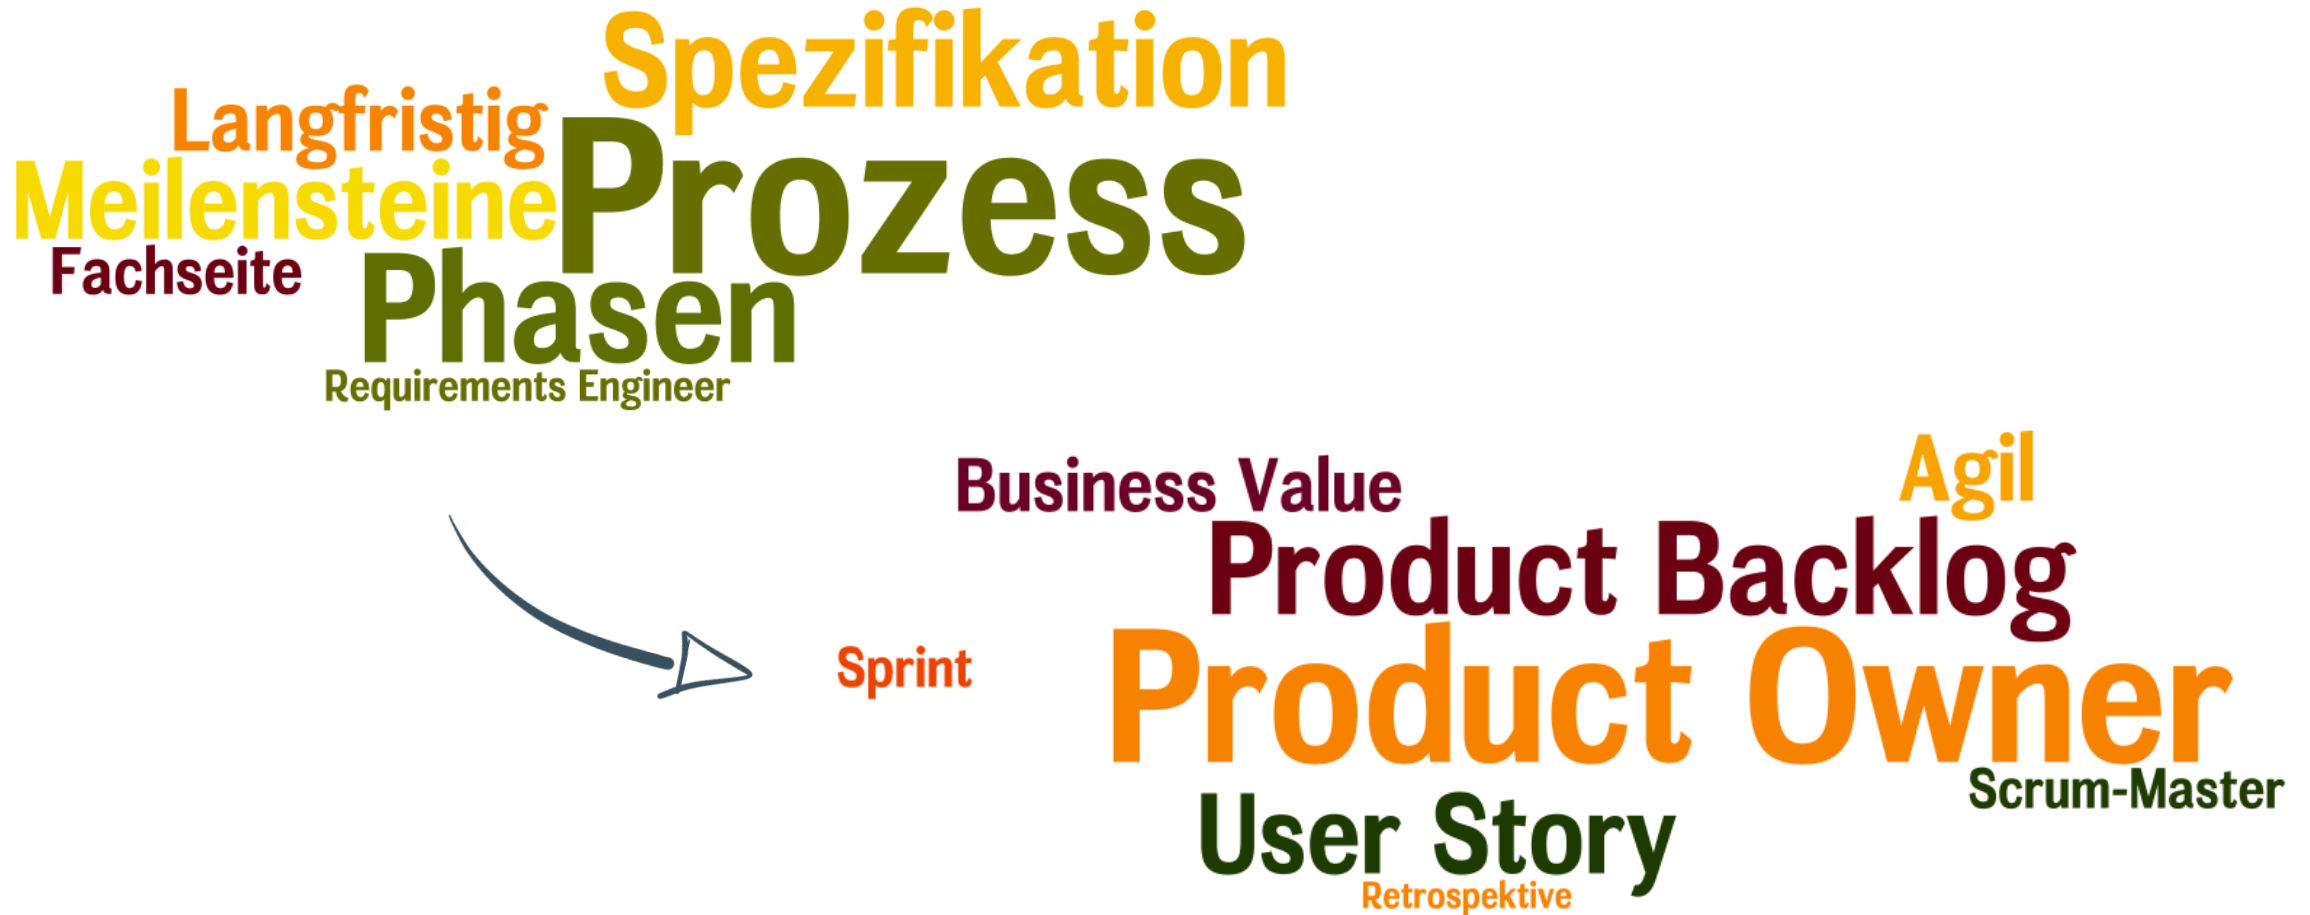 Spezifikation
Langfristig
Prozess
Meilensteine
Fachseite
Phasen
Requirements Engineer
Agil
Business Value
Product Backlog
Sprint
Product Owner
Scrum-Master
User Story
Retrospektive